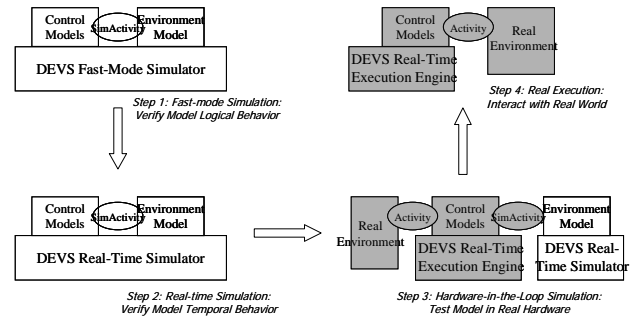 Control
Models
SimActivity
Environment
Model
DEVS Fast-Mode Simulator
Step 1: Fast-mode Simulation:
Verify Model Logical Behavior
Control
Models
Activity
Real
Environment
DEVS Real-Time
Execution Engine
Step 4: Real Execution:
Interact with Real World
Control
Models
SimActivity
Environment
Model
DEVS Real-Time Simulator
Step 2: Real-time Simulation:
Verify Model Temporal Behavior
Real
Environment
Activity
Control
Models
SimActivity
Environment
Model
DEVS Real-Time
Execution Engine
DEVS Real-
Time Simulator
Step 3: Hardware-in-the-Loop Simulation:
Test Model in Real Hardware